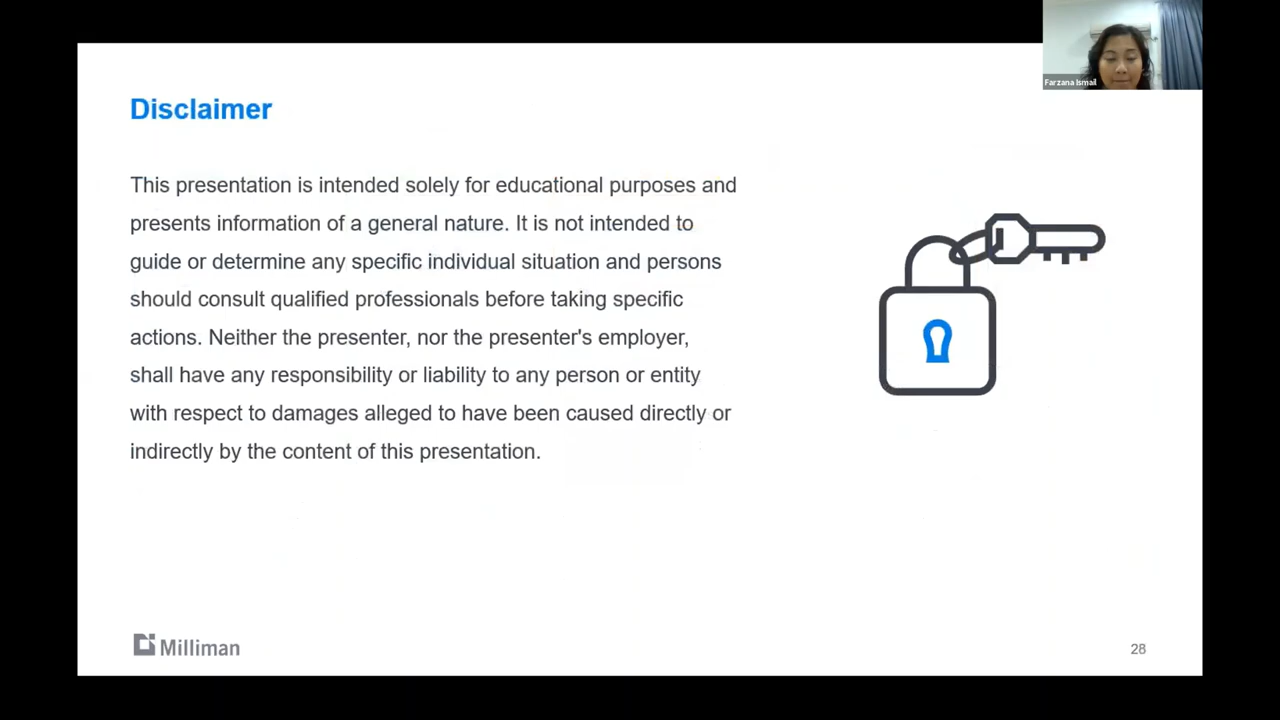 Farzana Ismail
Disclaimer
This presentation is intended solely for educational purposes and
presents information of a general nature. It is not intended to
guide or determine any specific individual situation and persons
should consult qualified professionals before taking specific
actions. Neither the presenter, nor the presenter's employer,
shall have any responsibility or liability to any person or entity
with respect to damages alleged to have been caused directly or
indirectly by the content of this presentation.
Milliman
28